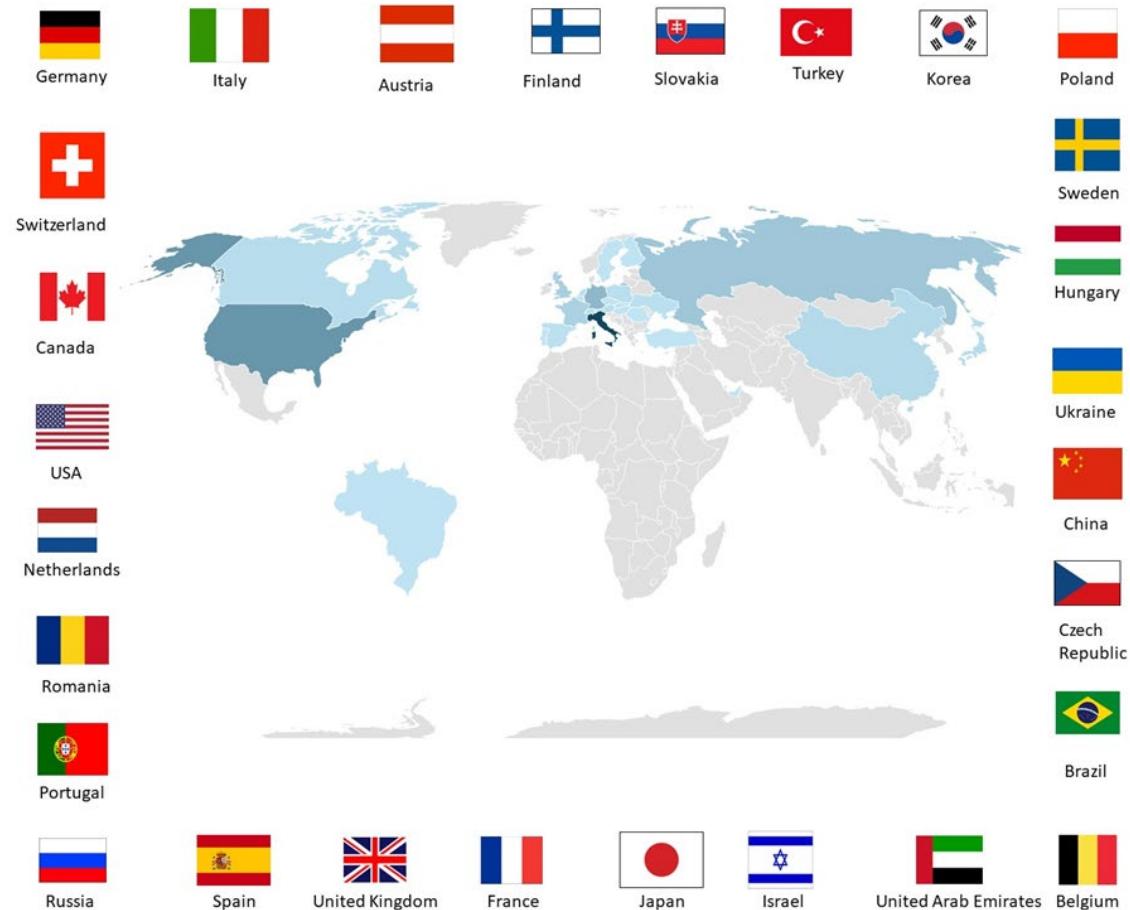 Germany
Italy
Austria
Finland
Slovakia
Turkey
Korea
Poland
Switzerland
Sweden
Canada
Hungary
USA
Ukraine
Netherlands
China
Romania
Czech
Republic
Portugal
Brazil
Russia
Spain
United Kingdom
France
Japan
Israel
United Arab Emirates
Belgium